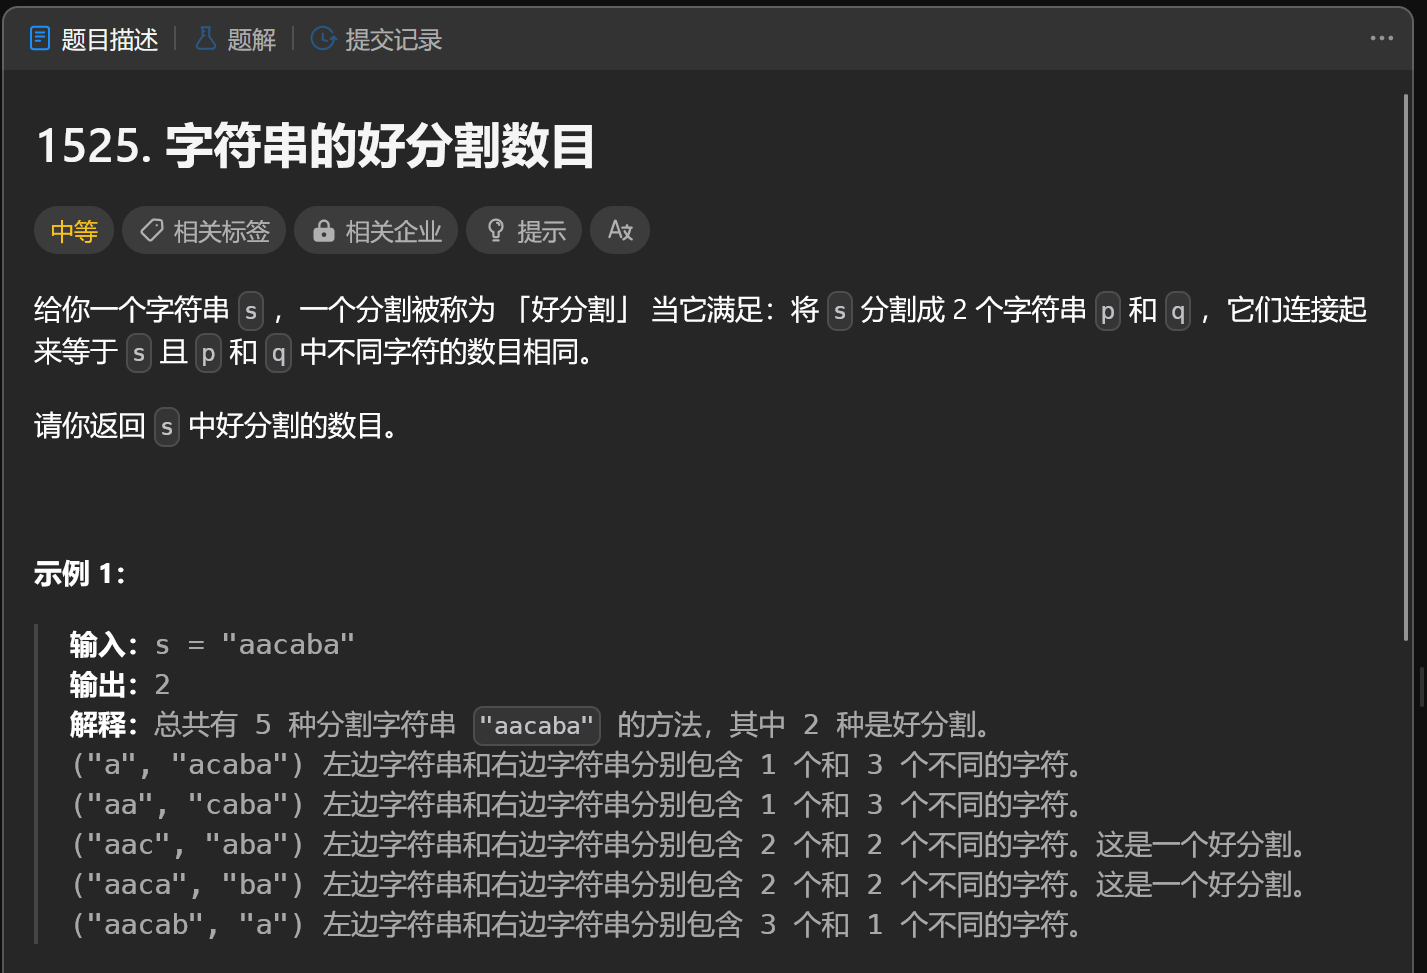 题目描述 题解 提交记录
1525. 字符串的好分割数目
中等 相关标签 相关企业 提示
给你一个字符串 s ，一个分割被称为 「好分割」 当它满足：将 s 分割成 2 个字符串 p 和 q ，它们连接起
来等于 s 且 p 和 q 中不同字符的数目相同。
请你返回 s 中好分割的数目。
示例 1：
输入：s = "aacaba"
输出：2
解释：总共有 5 种分割字符串 "aacaba" 的方法，其中 2 种是好分割。
("a", "acaba") 左边字符串和右边字符串分别包含 1 个和 3 个不同的字符。
("aa", "caba") 左边字符串和右边字符串分别包含 1 个和 3 个不同的字符。
("aac", "aba") 左边字符串和右边字符串分别包含 2 个和 2 个不同的字符。这是一个好分割。
("aaca", "ba") 左边字符串和右边字符串分别包含 2 个和 2 个不同的字符。这是一个好分割。
("aacab", "a") 左边字符串和右边字符串分别包含 3 个和 1 个不同的字符。